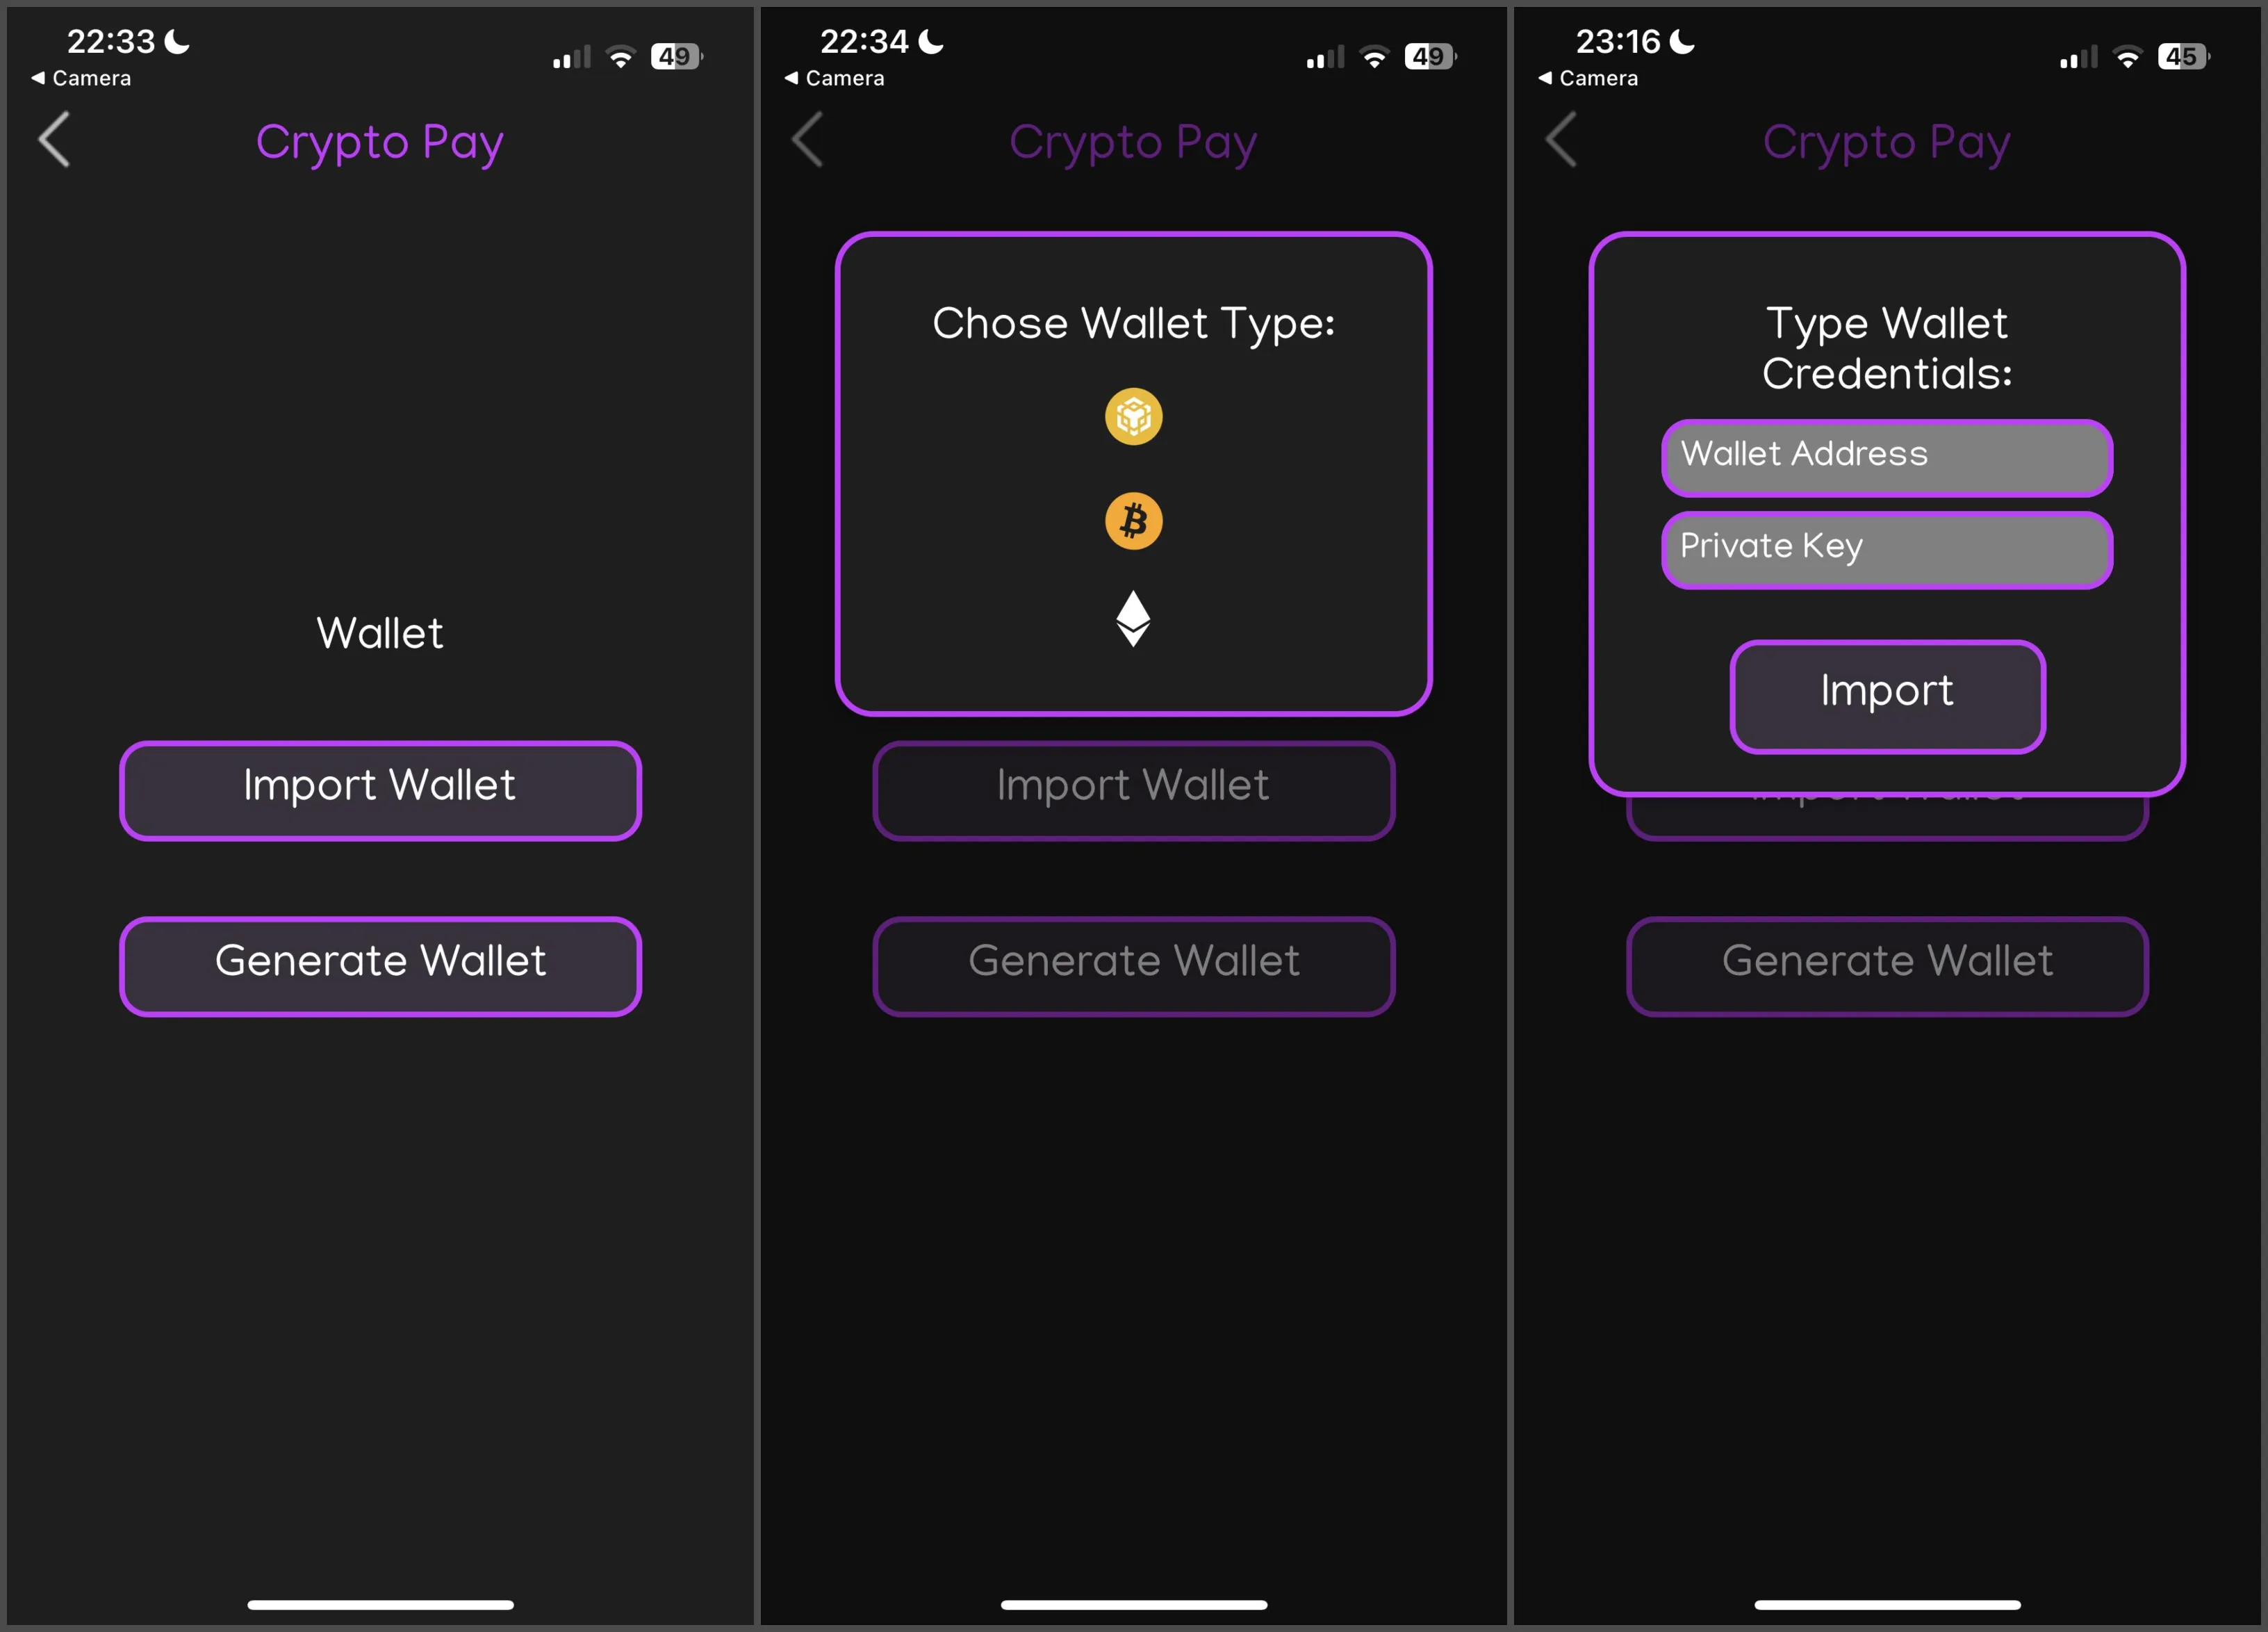 22:33
49
◀ Camera
Crypto Pay
Wallet
Import Wallet
Generate Wallet
22:34
49
◀ Camera
Crypto Pay
Chose Wallet Type:
Import Wallet
Generate Wallet
23:16
45
◀ Camera
Crypto Pay
Type Wallet
Credentials:
Wallet Address
Private Key
Import
Generate Wallet